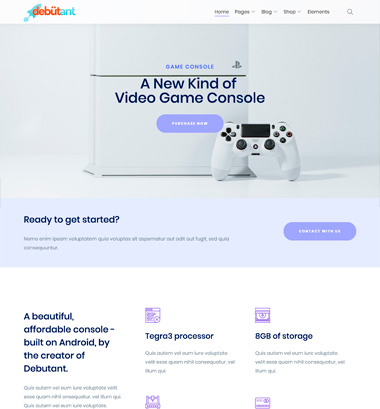 debütant
Home Pages Blog Shop Elements
GAME CONSOLE
A New Kind of
Video Game Console
PURCHASE NOW
Ready to get started?
Nemo enim ipsam voluptatem quia voluptas sit aspernatur aut odit aut fugit, sed quia
consequuntur.
CONTACT WITH US
A beautiful,
affordable console -
built on Android, by
the creator of
Debutant.
Quis autem vel eum iure voluptate velit
esse quam nihil consequatur, vel illum qui.
Quis autem vel eum iure voluptate.
Tegra3 processor
Quis autem vel eum iure voluptate
velit esse quam nihil consequatur, vel
illum qui.
8GB of storage
Quis autem vel eum iure voluptate
velit esse quam nihil consequatur, vel
illum qui.